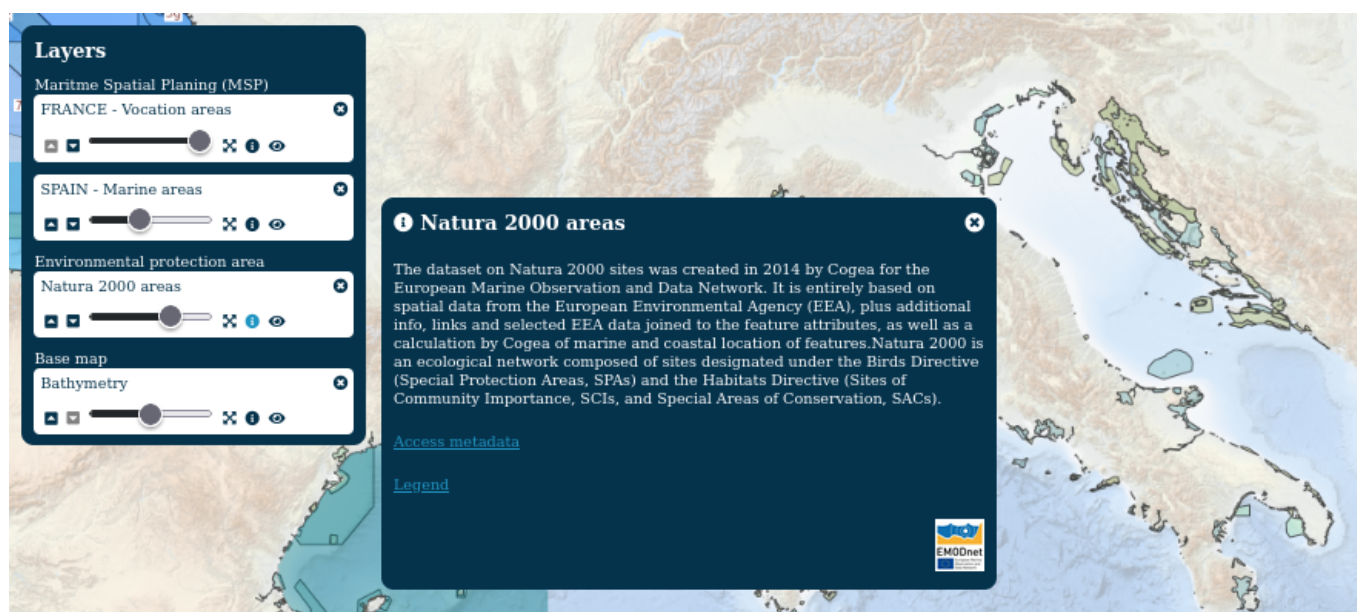 Layers
Maritme Spatial Planing (MSP)
FRANCE - Vocation areas
SPAIN - Marine areas
Environmental protection area
Natura 2000 areas
Base map
Bathymetry
Natura 2000 areas
The dataset on Natura 2000 sites was created in 2014 by Cogea for the
European Marine Observation and Data Network. It is entirely based on
spatial data from the European Environmental Agency (EEA), plus additional
info, links and selected EEA data joined to the feature attributes, as well as a
calculation by Cogea of marine and coastal location of features.Natura 2000 is
an ecological network composed of sites designated under the Birds Directive
(Special Protection Areas, SPAs) and the Habitats Directive (Sites of
Community Importance, SCIs, and Special Areas of Conservation, SACs).
Access metadata
Legend
EMODnet